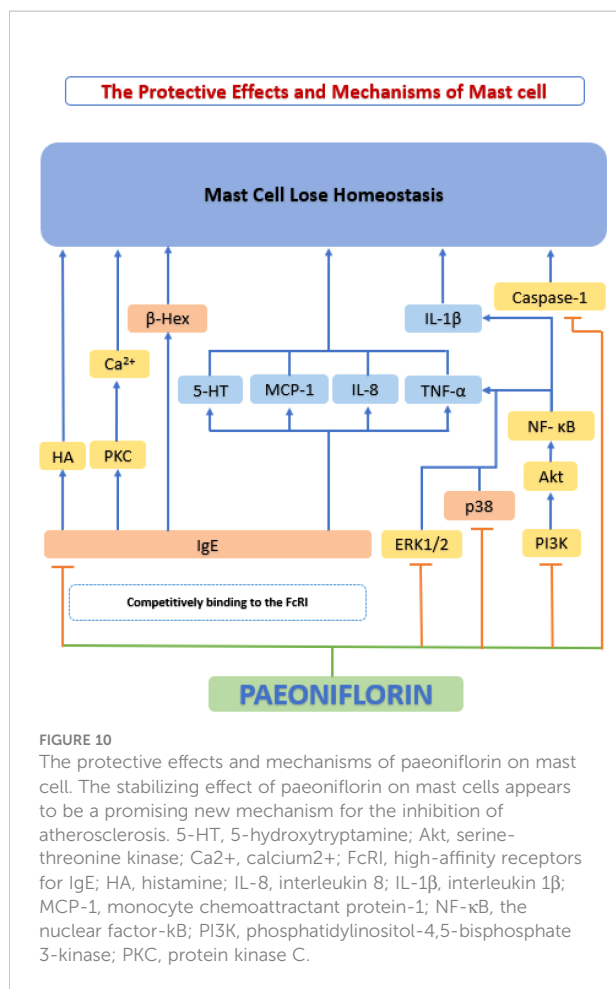 The Protective Effects and Mechanisms of Mast cell
Mast Cell Lose Homeostasis
Caspase-1
β-Hex
IL-1β
Ca²⁺
5-HT
MCP-1
IL-8
TNF-α
NF- κB
HA
PKC
Akt
p38
IgE
ERK1/2
PI3K
Competitively binding to the FcRI
PAEONIFLORIN
FIGURE 10
The protective effects and mechanisms of paeoniflorin on mast
cell. The stabilizing effect of paeoniflorin on mast cells appears
to be a promising new mechanism for the inhibition of
atherosclerosis. 5-HT, 5-hydroxytryptamine; Akt, serine-
threonine kinase; Ca2+, calcium2+; FcRI, high-affinity receptors
for IgE; HA, histamine; IL-8, interleukin 8; IL-1β, interleukin 1β;
MCP-1, monocyte chemoattractant protein-1; NF-κB, the
nuclear factor-kB; PI3K, phosphatidylinositol-4,5-bisphosphate
3-kinase; PKC, protein kinase C.